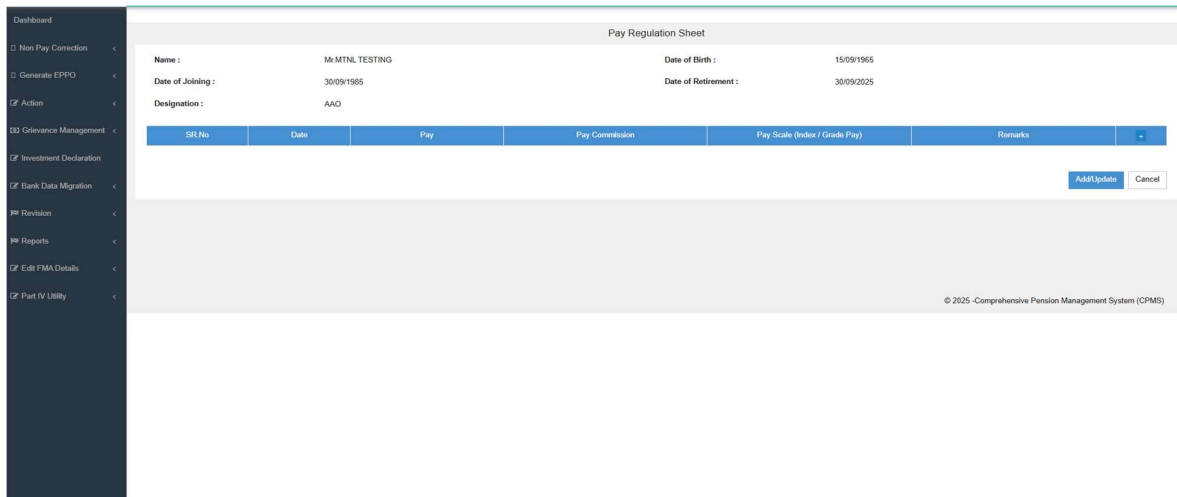 Dashboard
Non Pay Correction
Generate EPPO
Action
Grievance Management
Investment Declaration
Bank Data Migration
Revision
Reports
Edit FMA Details
Part IV Utility
Pay Regulation Sheet
Name : Mr.MTNL TESTING Date of Birth : 15/09/1965
Date of Joining : 30/09/1985 Date of Retirement : 30/09/2025
Designation : AAO
SR.No Date Pay Pay Commission Pay Scale (Index / Grade Pay) Remarks +
Add/Update Cancel
© 2025 -Comprehensive Pension Management System (CPMS)